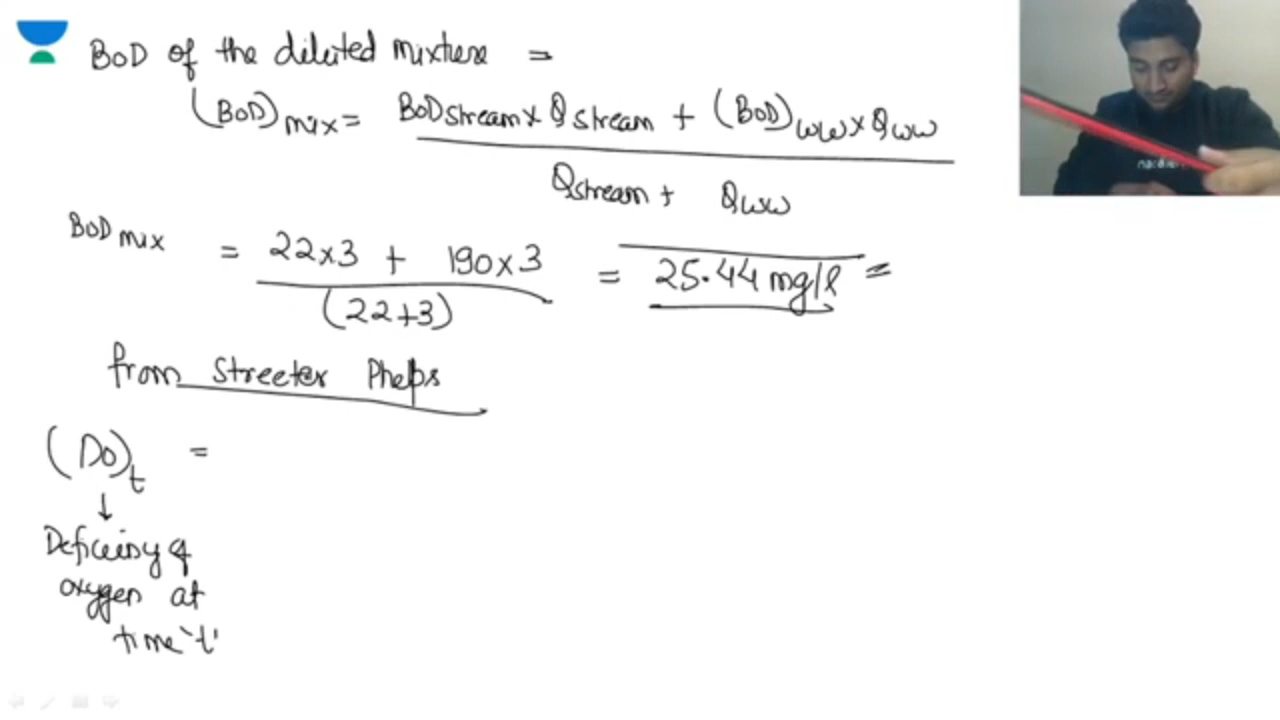 BOD of the diluted mixture =
(BOD)mix = BODstream x Qstream + (BOD)ww x Qww
Qstream + Qww
BOD mix = 22x3 + 190x3 = 25.44 mg/l =
(22+3)
from Streeter Phelps
(DO)t =
↓
Deficeiny of
oxygen at
time 't'